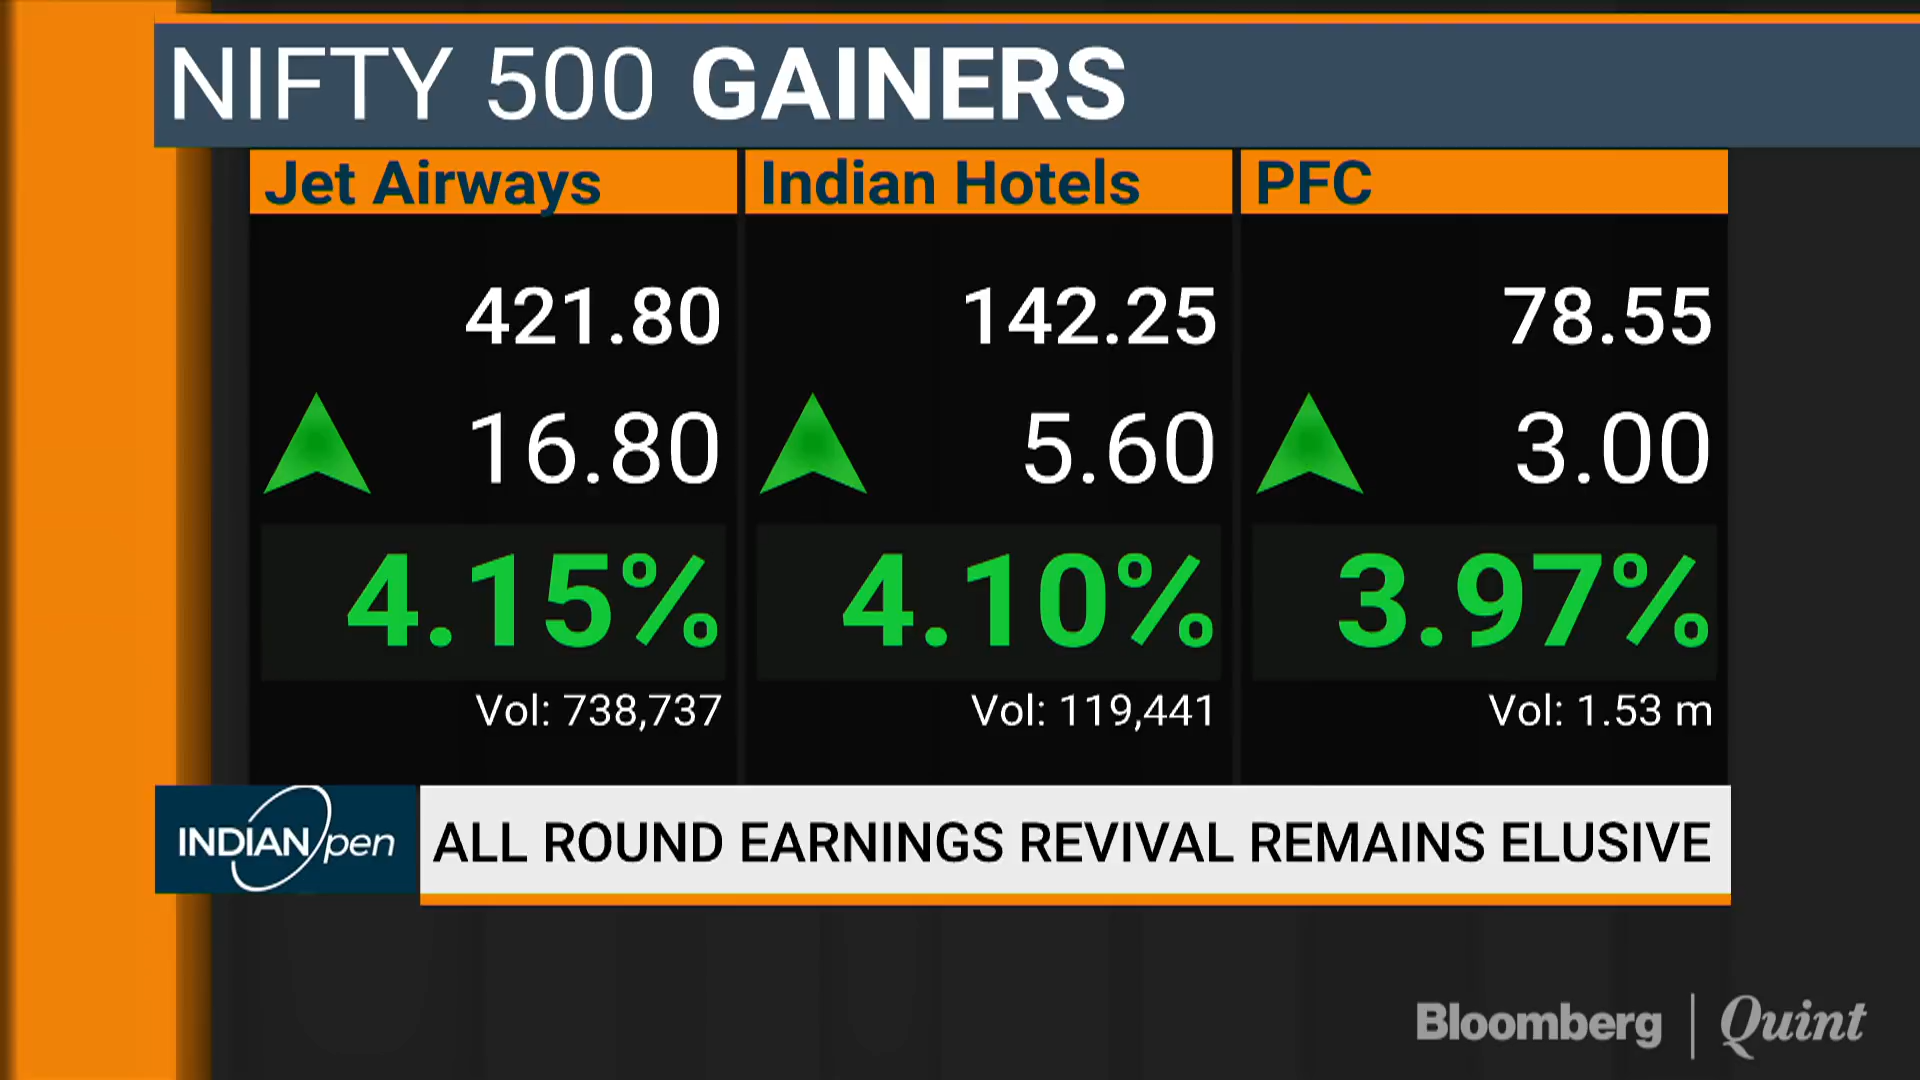 NIFTY 500 GAINERS
Jet Airways
421.80
16.80
4.15%
Vol: 738,737
Indian Hotels
142.25
5.60
4.10%
Vol: 119,441
PFC
78.55
3.00
3.97%
Vol: 1.53 m
INDIAN Open
ALL ROUND EARNINGS REVIVAL REMAINS ELUSIVE
Bloomberg | Quint